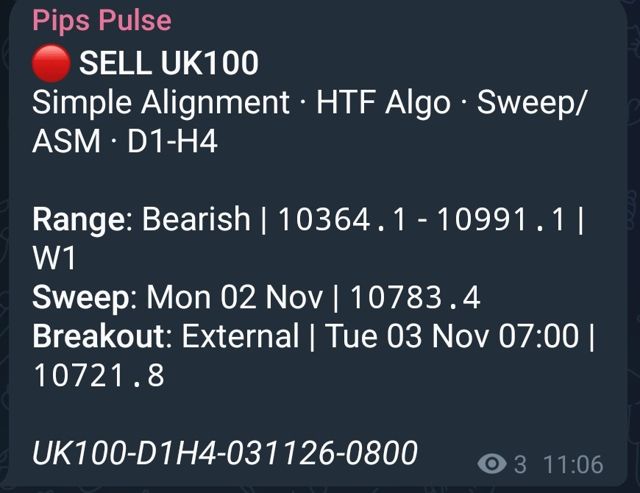 Pips Pulse
🔴 SELL UK100
Simple Alignment · HTF Algo · Sweep/
ASM · D1-H4
Range: Bearish | 10364.1 - 10991.1 |
W1
Sweep: Mon 02 Nov | 10783.4
Breakout: External | Tue 03 Nov 07:00 |
10721.8
UK100-D1H4-031126-0800
3 11:06